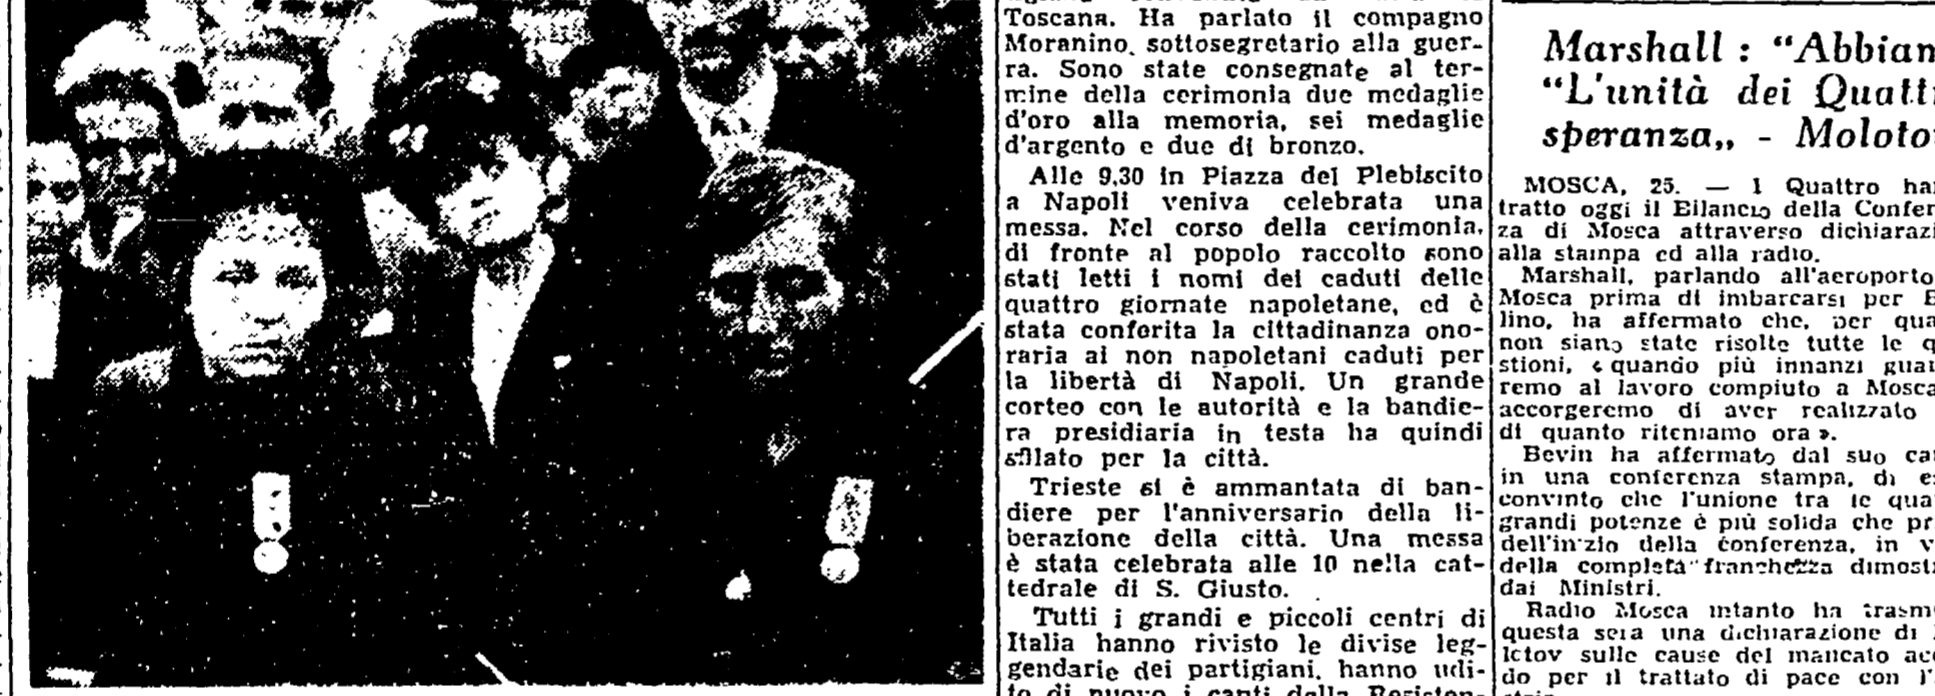 Toscana. Ha parlato il compagno
Moranino, sottosegretario alla guer-
ra. Sono state consegnate al ter-
mine della cerimonia due medaglie
d'oro alla memoria, sei medaglie
d'argento e due di bronzo.
Alle 9,30 in Piazza del Plebiscito
a Napoli veniva celebrata una
messa. Nel corso della cerimonia,
di fronte al popolo raccolto sono
stati letti i nomi dei caduti delle
quattro giornate napoletane, ed è
stata conferita la cittadinanza ono-
raria ai non napoletani caduti per
la libertà di Napoli. Un grande
corteo con le autorità e la bandie-
ra presidiaria in testa ha quindi
sfilato per la città.
Trieste si è ammantata di ban-
diere per l'anniversario della li-
berazione della città. Una messa
è stata celebrata alle 10 nella cat-
tedrale di S. Giusto.
Tutti i grandi e piccoli centri di
Italia hanno rivisto le divise leg-
gendarie dei partigiani, hanno udi-
to di nuovo i canti della Resisten-
Marshall: “Abbiam
“L'unità dei Quattr
speranza„ - Moloto
MOSCA, 25. — I Quattro han
tratto oggi il Bilancio della Confer
za di Mosca attraverso dichiarazi
alla stampa ed alla radio.
Marshall, parlando all'aeroporto
Mosca prima di imbarcarsi per B
lino, ha affermato che, per qua
non siano state risolte tutte le q
stioni, « quando più innanzi guar
remo al lavoro compiuto a Mosca
accorgeremo di aver realizzato
di quanto riteniamo ora ».
Bevin ha affermato dal suo ca
in una conferenza stampa, di es
convinto che l'unione tra le qua
grandi potenze è più solida che pr
dell'inizio della conferenza, in v
della completa franchezza dimost
dai Ministri.
Radio Mosca intanto ha trasm
questa sera una dichiarazione di
lotov sulle cause del mancato acc
do per il trattato di pace con l'